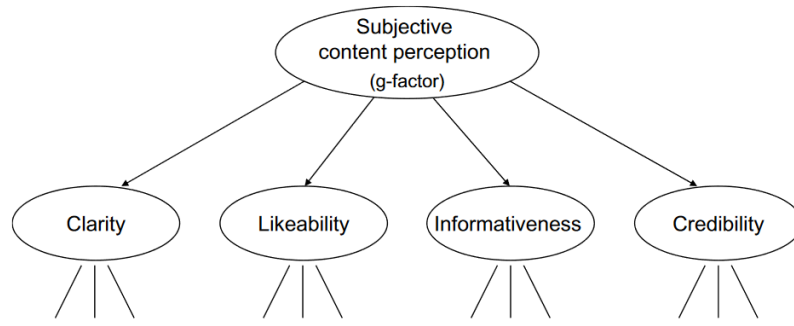 Subjective
content perception
(g-factor)
Clarity
Likeability
Informativeness
Credibility